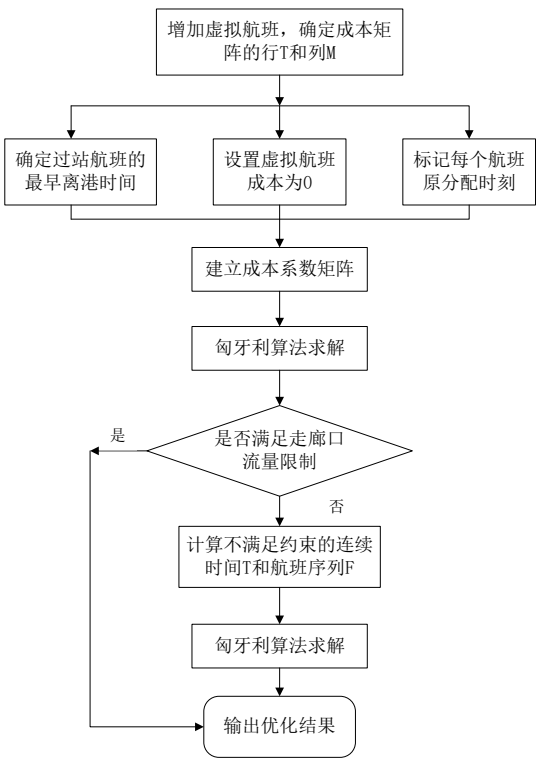 增加虚拟航班，确定成本矩
阵的行T和列M
确定过站航班的
最早离港时间
设置虚拟航班
成本为0
标记每个航班
原分配时刻
建立成本系数矩阵
匈牙利算法求解
是否满足走廊口
流量限制
是
否
计算不满足约束的连续
时间T和航班序列F
匈牙利算法求解
输出优化结果